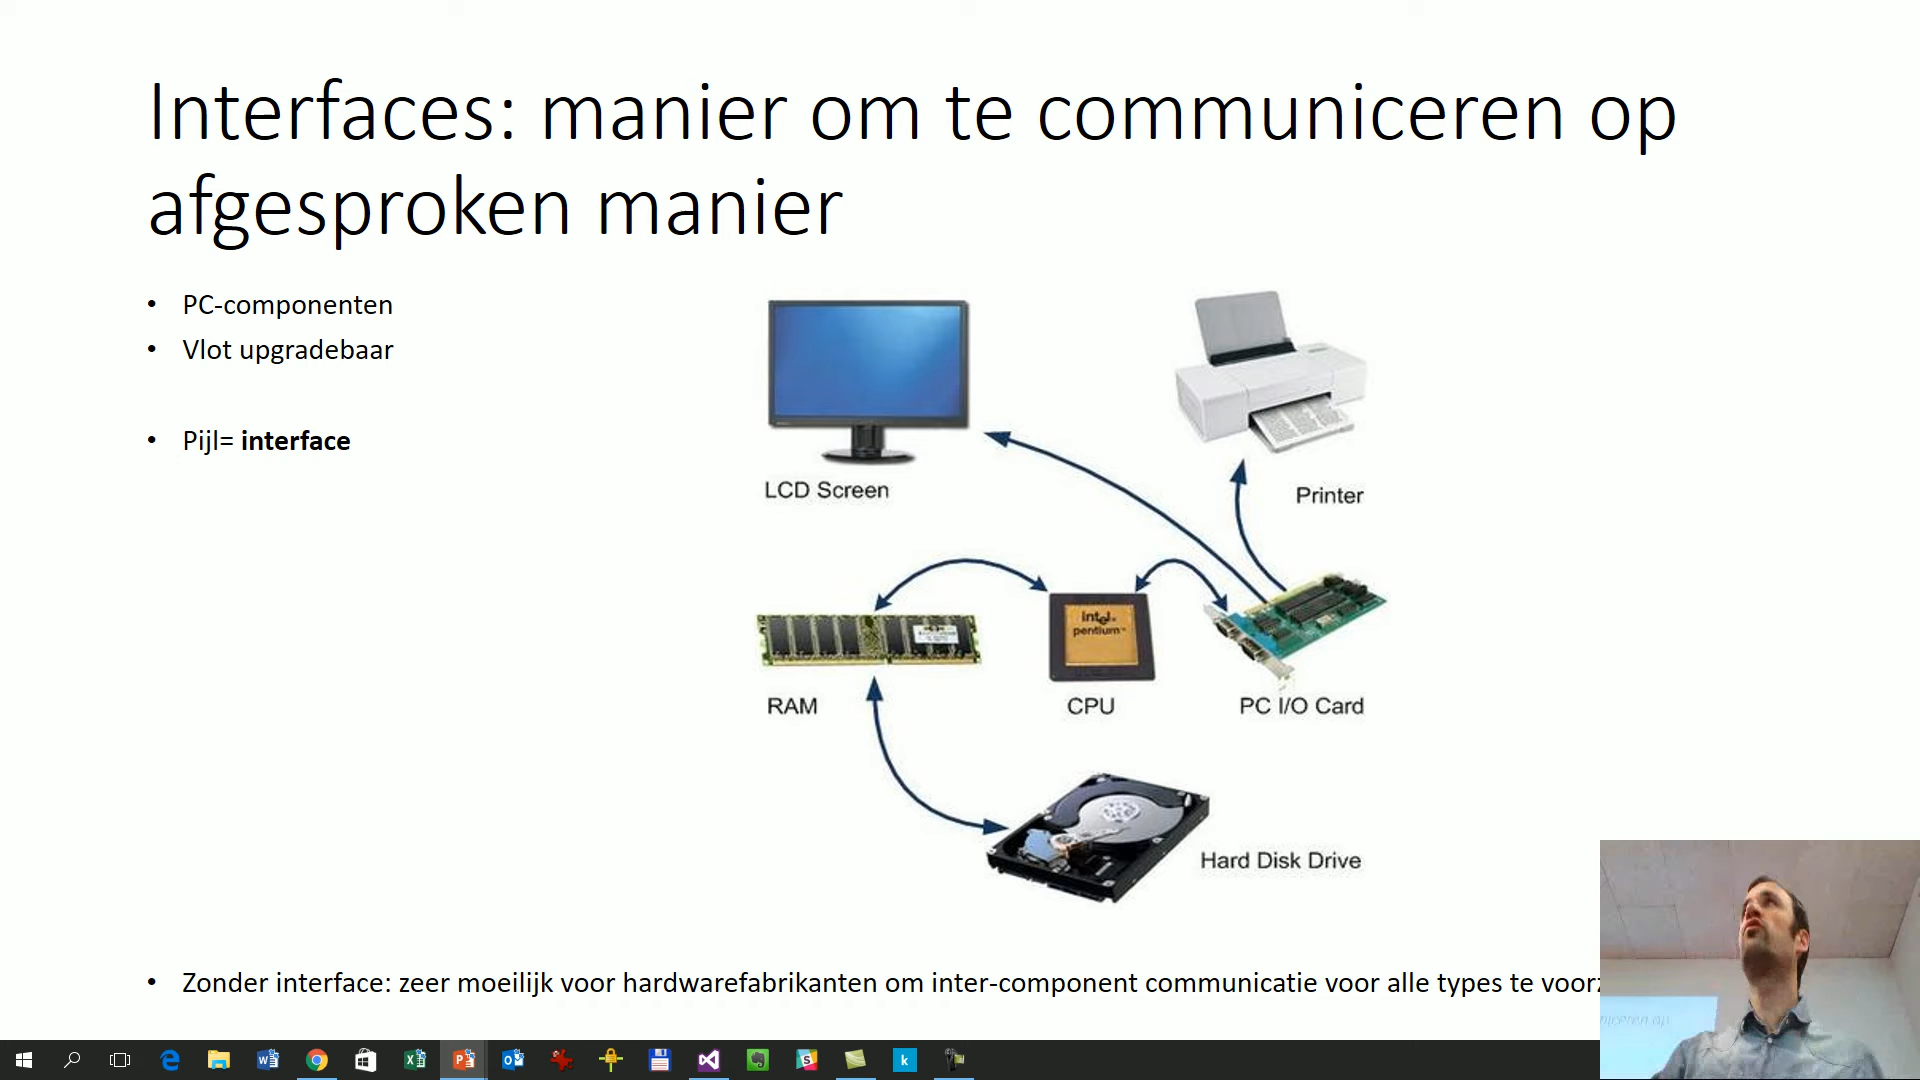 Interfaces: manier om te communiceren op
afgesproken manier
• PC-componenten
• Vlot upgradebaar
• Pijl= interface
LCD Screen
Printer
intel
pentium
RAM
CPU
PC I/O Card
Hard Disk Drive
• Zonder interface: zeer moeilijk voor hardwarefabrikanten om inter-component communicatie voor alle types te